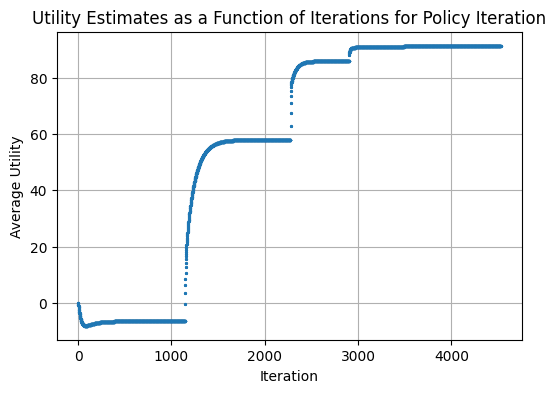 Utility Estimates as a Function of Iterations for Policy Iteration
Average Utility
80
60
40
20
0
0 1000 2000 3000 4000
Iteration